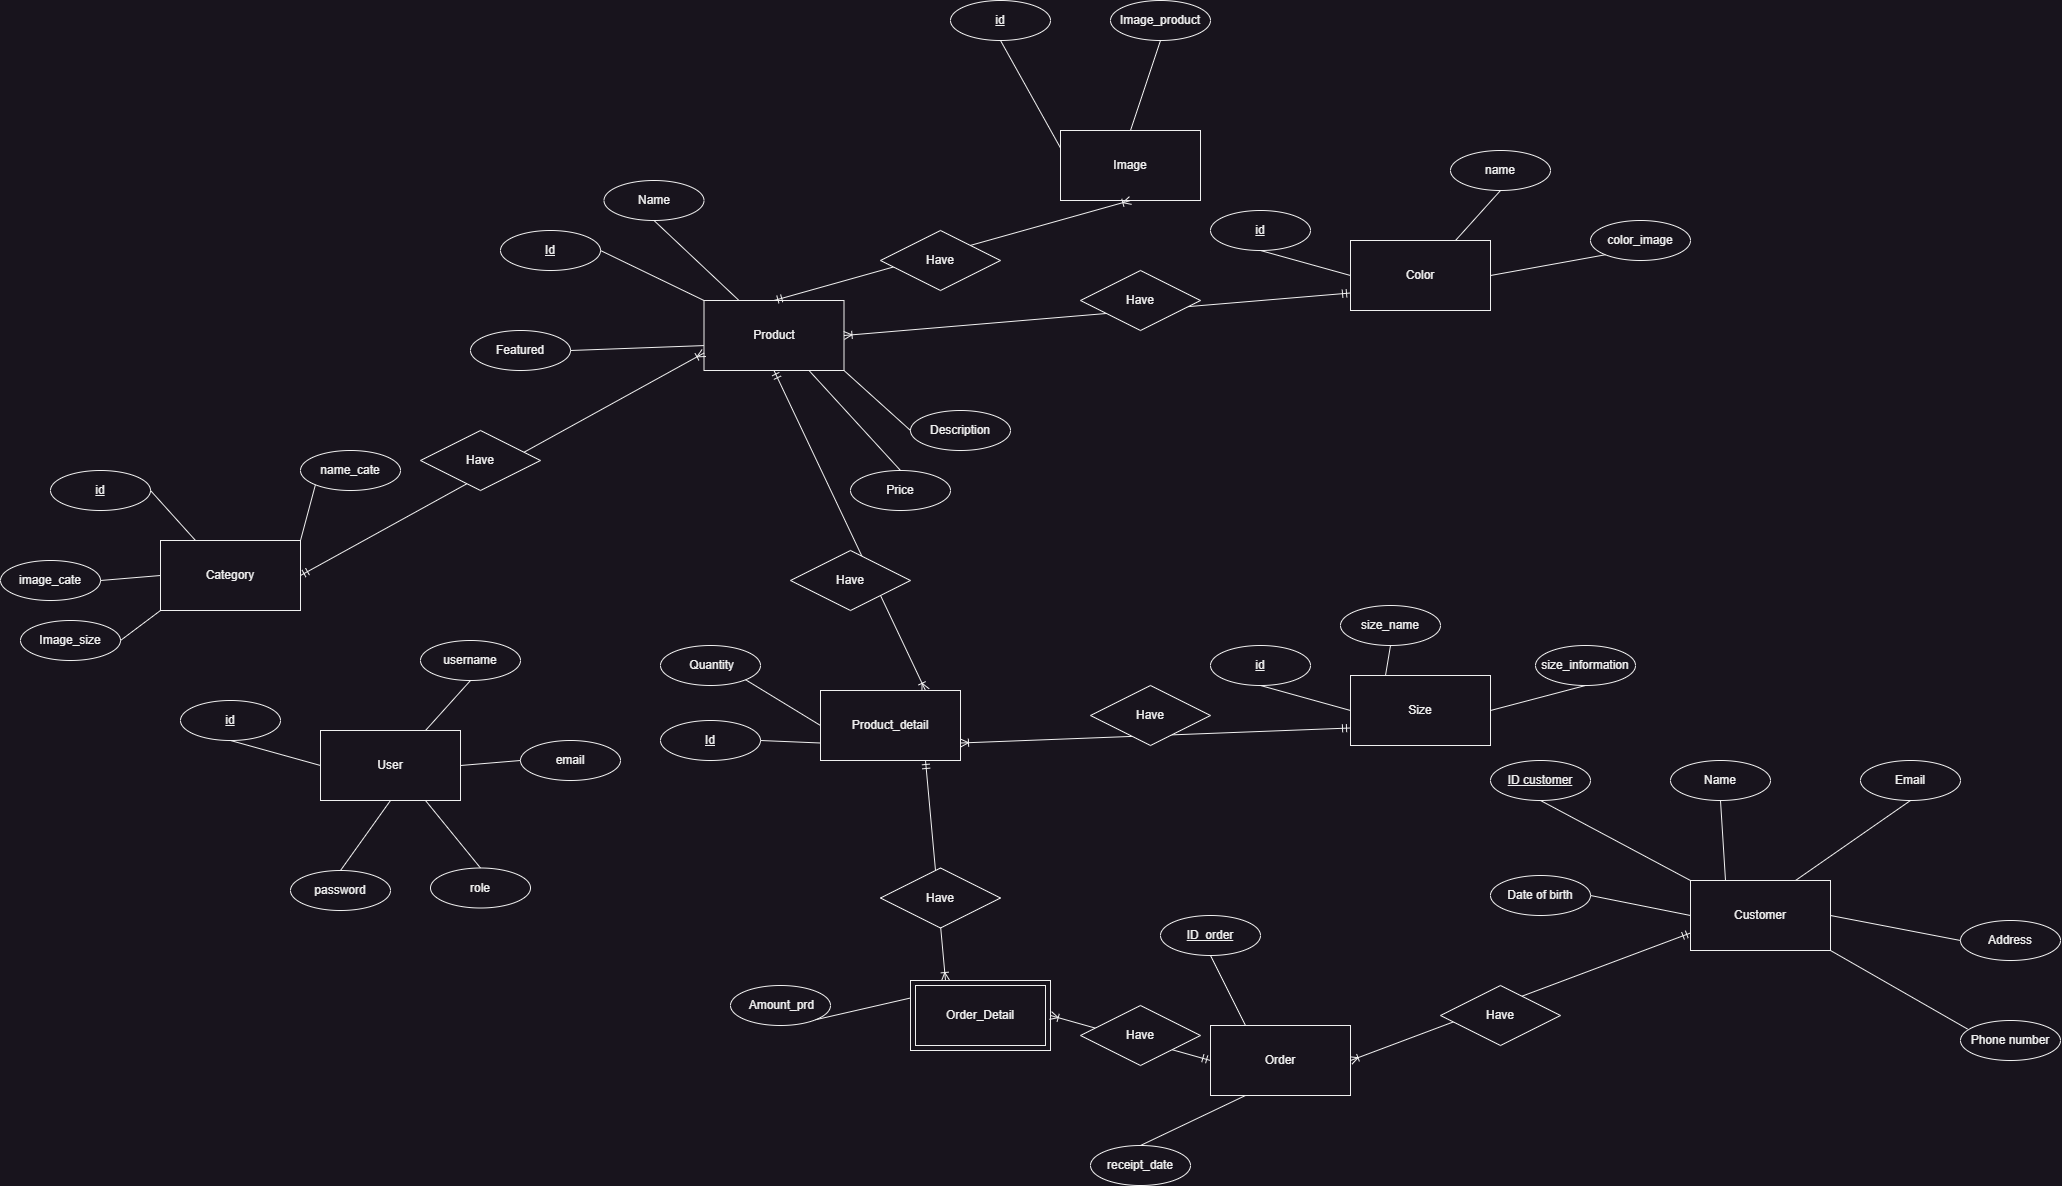 id
Image_product
Image
name
Name
id
color_image
Id
Have
Color
Have
Product
Featured
Description
name_cate
Have
id
Price
Category
image_cate
Have
size_name
Image_size
username
Quantity
id
size_information
Size
Have
id
Product_detail
Id
User
email
ID customer
Name
Email
password
role
Have
Date of birth
Customer
ID_order
Address
Amount_prd
Order_Detail
Have
Have
Order
Phone number
receipt_date